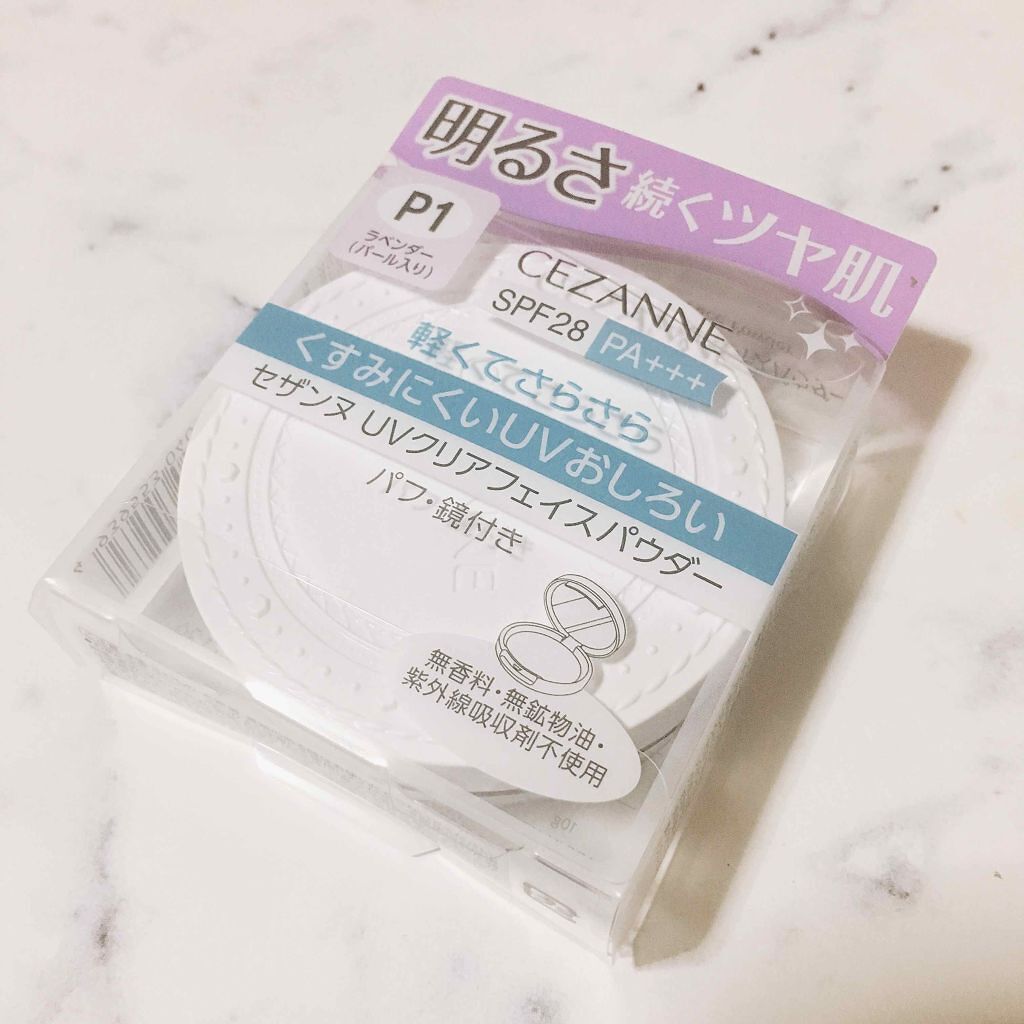 明るさ続くツヤ肌
P1
ラベンダー
(パール入り)
CEZANNE
SPF28 PA+++
軽くてさらさら
くすみにくいUVおしろい
セザンヌ UVクリアフェイスパウダー
パフ・鏡付き
無香料・無鉱物油・
紫外線吸収剤不使用
10g